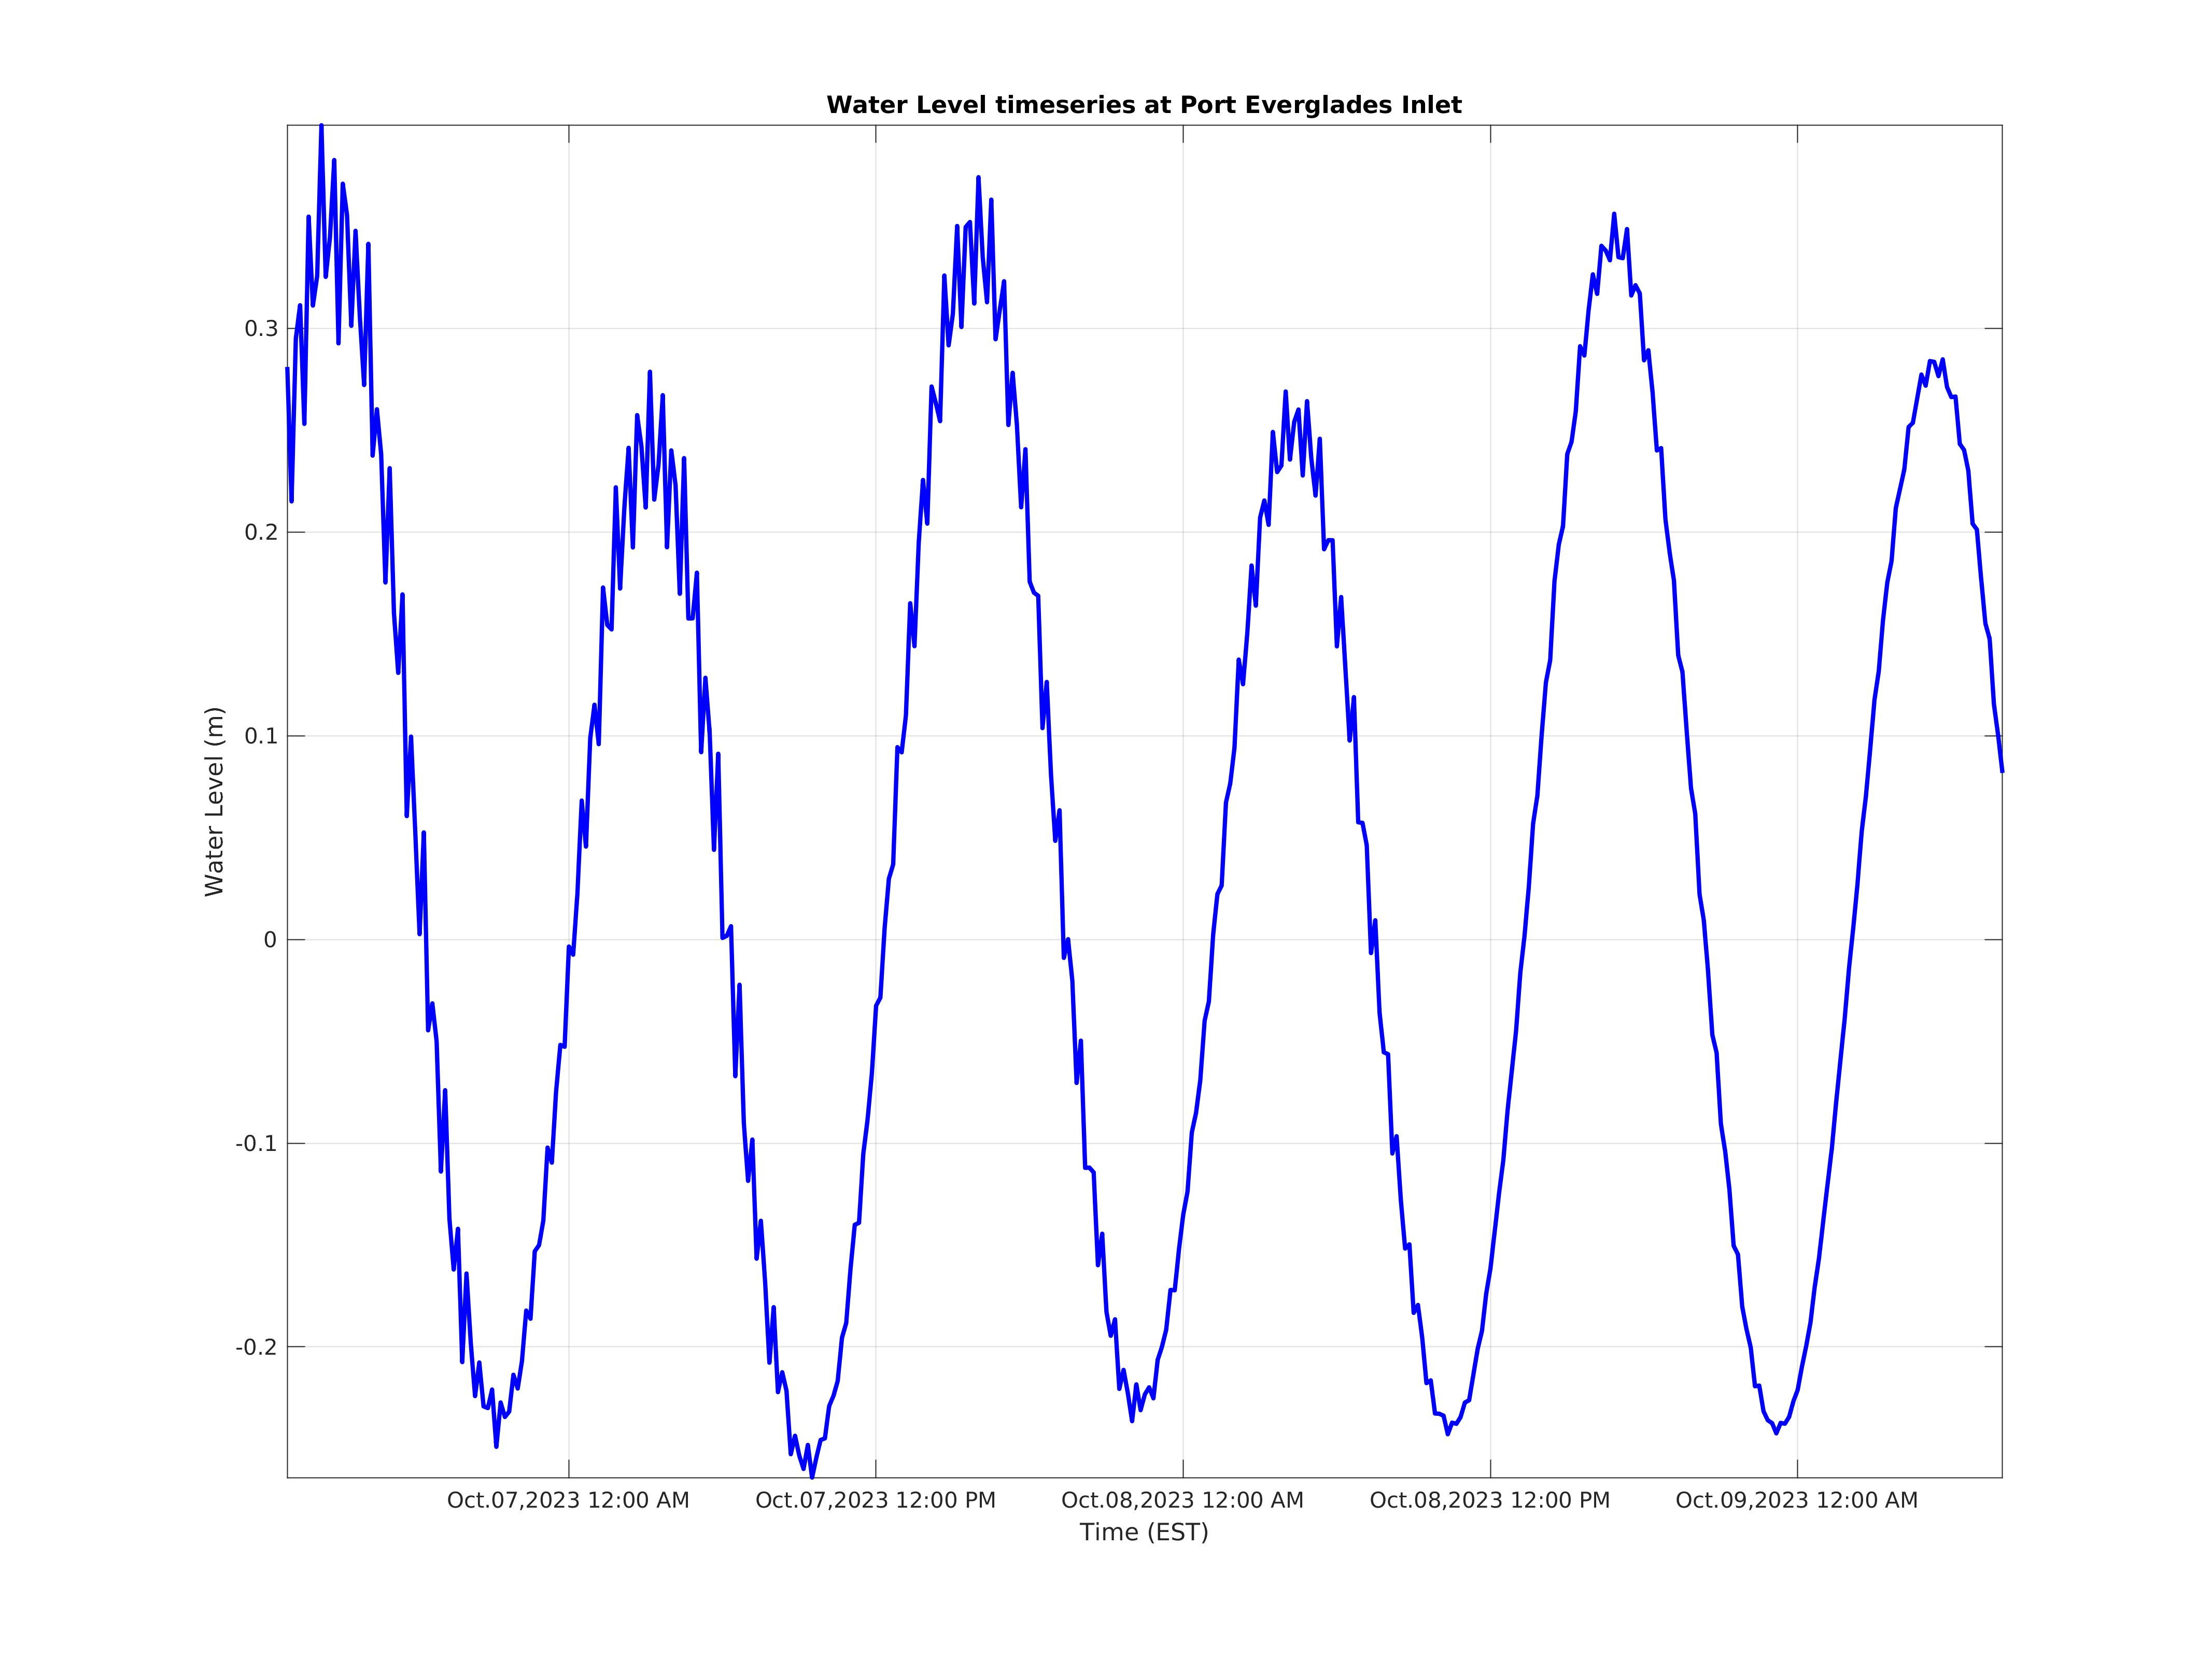 Water Level timeseries at Port Everglades Inlet
0.3
0.2
0.1
0
-0.1
-0.2
Water Level (m)
Oct.07,2023 12:00 AM
Oct.07,2023 12:00 PM
Oct.08,2023 12:00 AM
Oct.08,2023 12:00 PM
Oct.09,2023 12:00 AM
Time (EST)